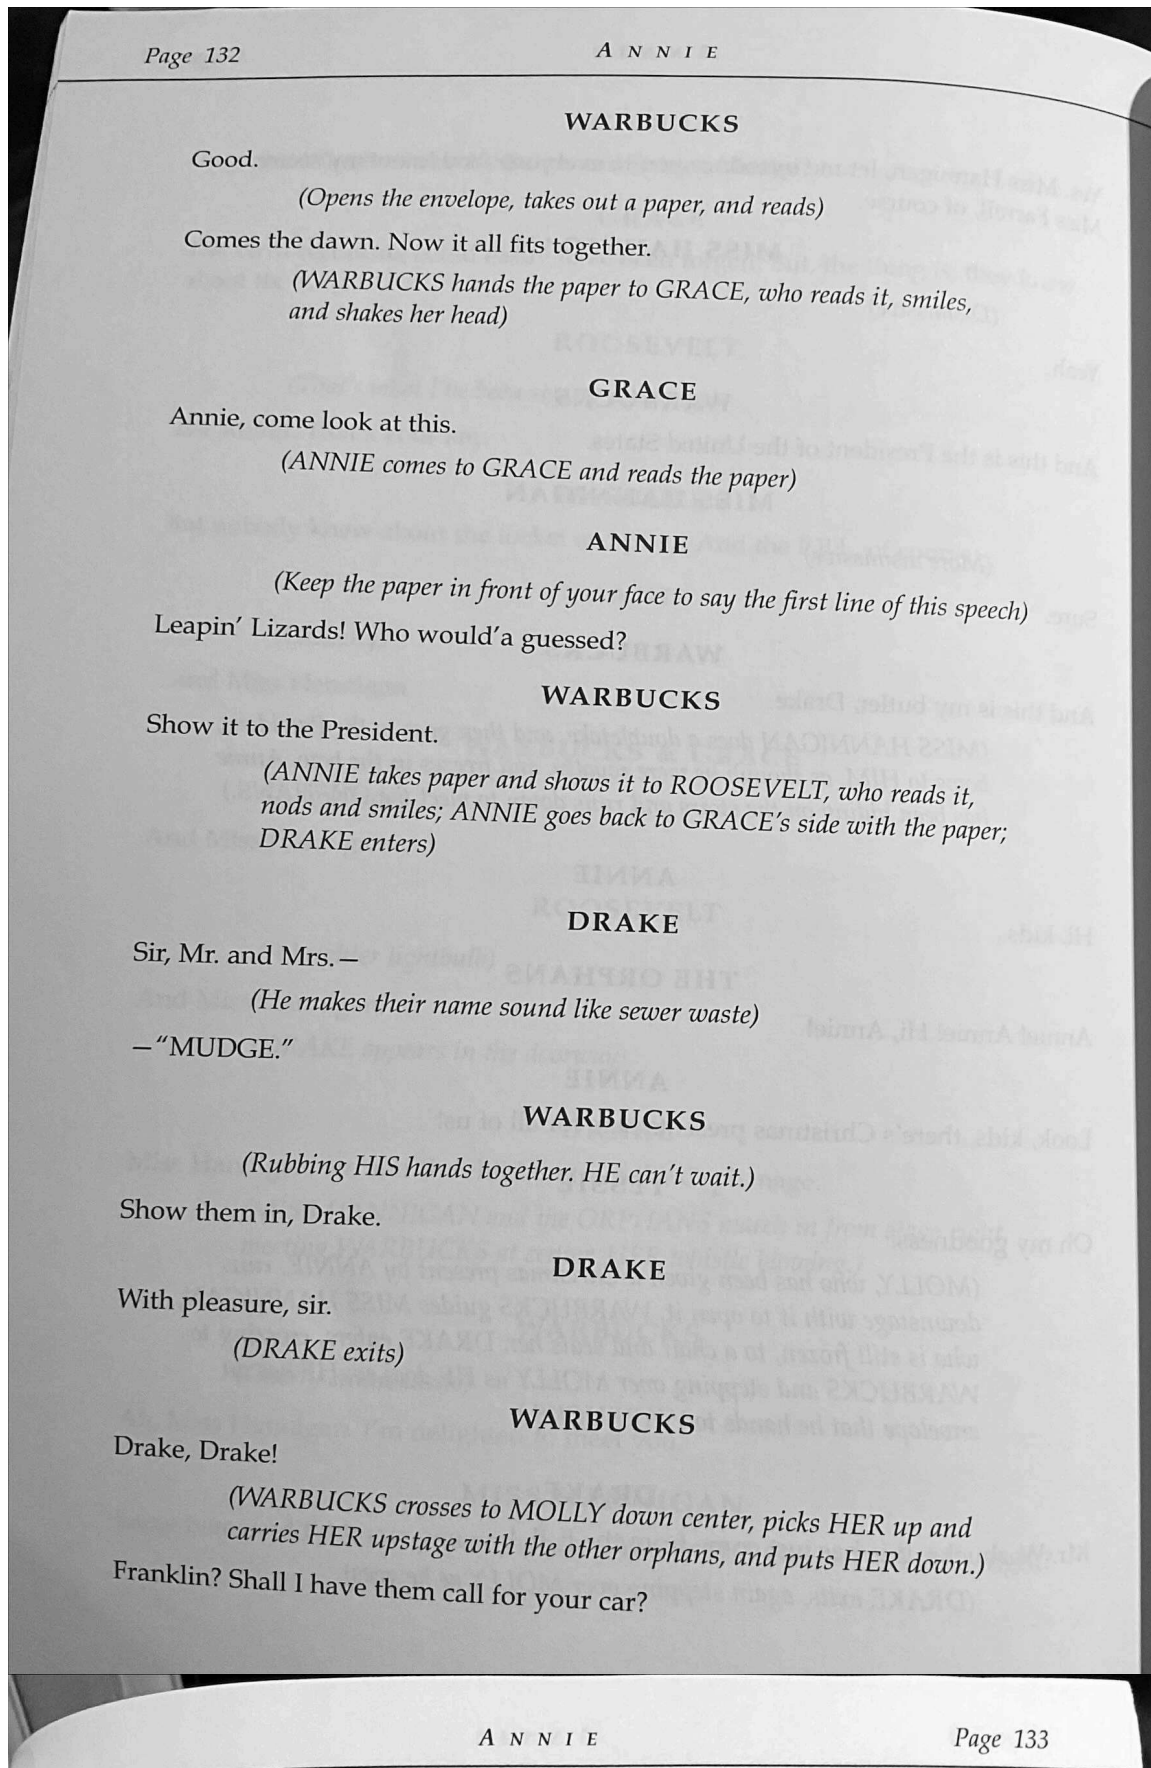 Page 132
ANNIE
WARBUCKS
Good.
(Opens the envelope, takes out a paper, and reads)
Comes the dawn. Now it all fits together.
(WARBUCKS hands the paper to GRACE, who reads it, smiles,
and shakes her head)
GRACE
Annie, come look at this.
(ANNIE comes to GRACE and reads the paper)
ANNIE
(Keep the paper in front of your face to say the first line of this speech)
Leapin' Lizards! Who would'a guessed?
WARBUCKS
Show it to the President.
(ANNIE takes paper and shows it to ROOSEVELT, who reads it,
nods and smiles; ANNIE goes back to GRACE's side with the paper;
DRAKE enters)
DRAKE
Sir, Mr. and Mrs.—
(He makes their name sound like sewer waste)
—"MUDGE."
WARBUCKS
(Rubbing HIS hands together. HE can't wait.)
Show them in, Drake.
DRAKE
With pleasure, sir.
(DRAKE exits)
WARBUCKS
Drake, Drake!
(WARBUCKS crosses to MOLLY down center, picks HER up and
carries HER upstage with the other orphans, and puts HER down.)
Franklin? Shall I have them call for your car?
ANNIE
Page 133